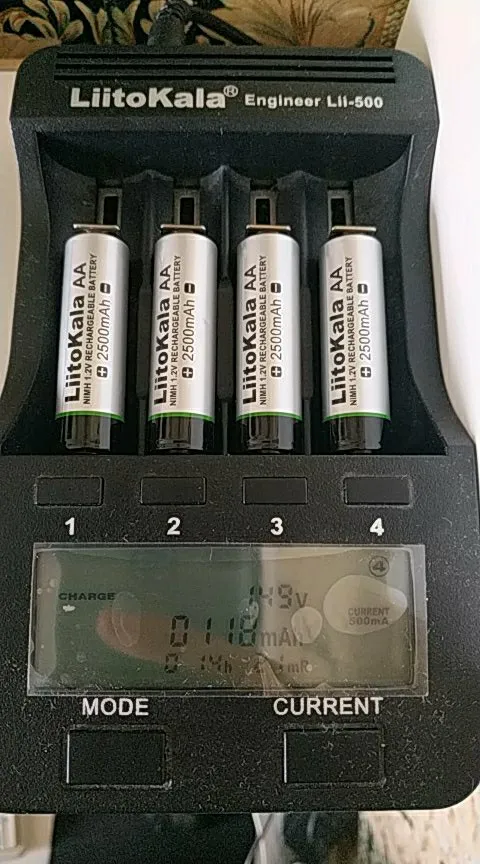 LiitoKala® Engineer Lii-500
LiitoKala AA
NIMH 1.2V RECHARGEABLE BATTERY
+ 2500mAh -
LiitoKala AA
NIMH 1.2V RECHARGEABLE BATTERY
+ 2500mAh -
LiitoKala AA
NIMH 1.2V RECHARGEABLE BATTERY
+ 2500mAh -
LiitoKala AA
NIMH 1.2V RECHARGEABLE BATTERY
+ 2500mAh -
1 2 3 4
4
CHARGE 1.49V
CURRENT
500mA
0118mAh
MODE CURRENT